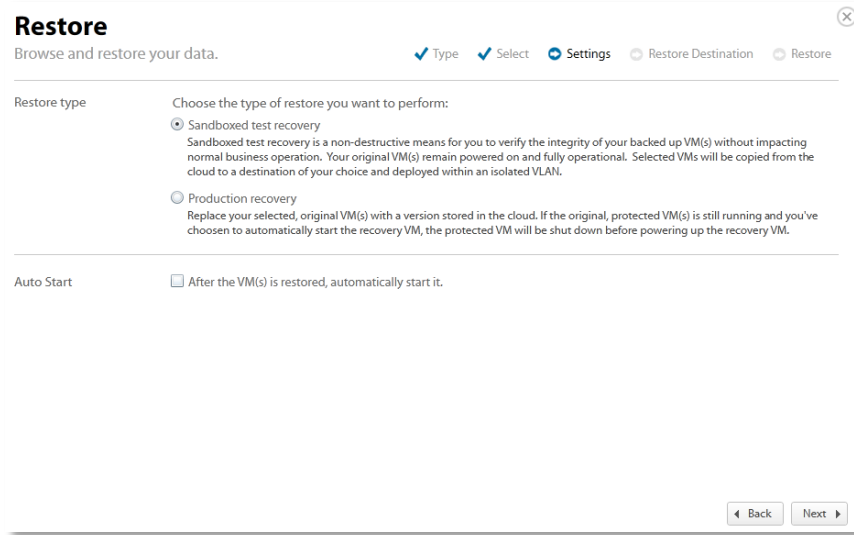 Restore
Browse and restore your data.
Type Select Settings Restore Destination Restore
Restore type
Choose the type of restore you want to perform:
Sandboxed test recovery
Sandboxed test recovery is a non-destructive means for you to verify the integrity of your backed up VM(s) without impacting
normal business operation. Your original VM(s) remain powered on and fully operational. Selected VMs will be copied from the
cloud to a destination of your choice and deployed within an isolated VLAN.
Production recovery
Replace your selected, original VM(s) with a version stored in the cloud. If the original, protected VM(s) is still running and you've
choosen to automatically start the recovery VM, the protected VM will be shut down before powering up the recovery VM.
Auto Start
After the VM(s) is restored, automatically start it.
Back Next